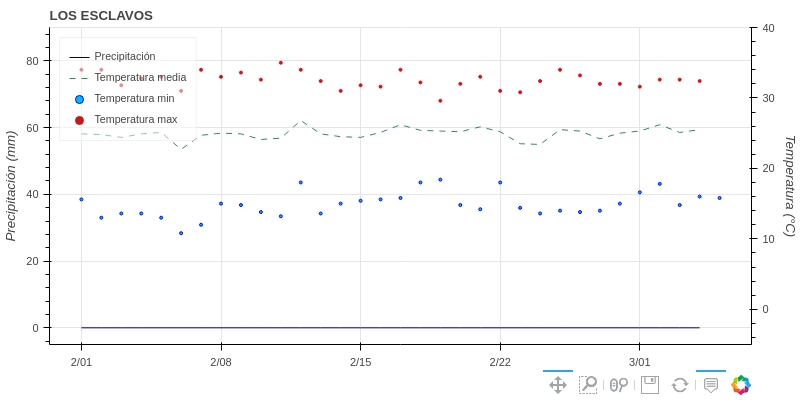 LOS ESCLAVOS
Precipitación
Temperatura media
Temperatura min
Temperatura max
Precipitación (mm)
80
60
40
20
0
Temperatura (°C)
40
30
20
10
0
2/01
2/08
2/15
2/22
3/01